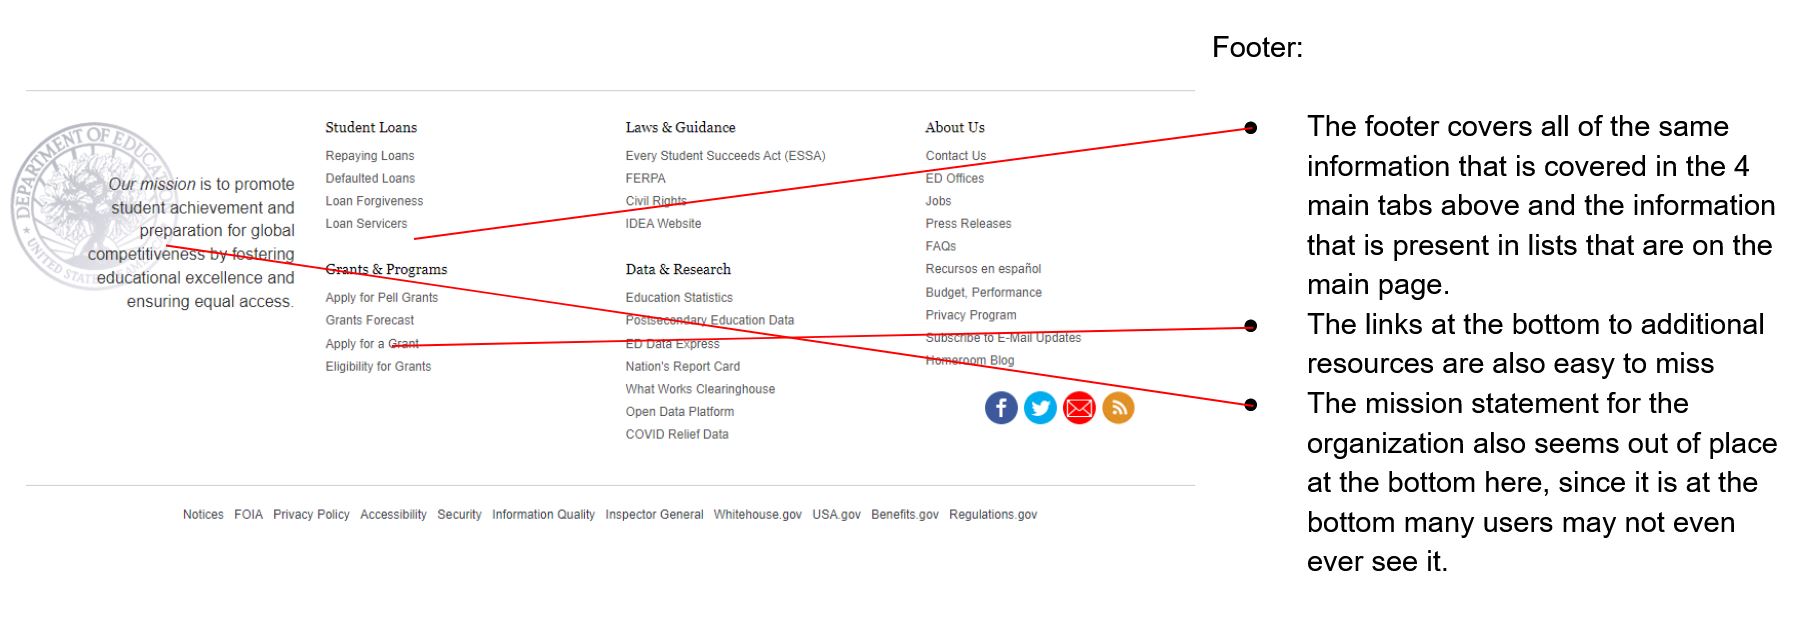 Footer:
DEPARTMENT OF EDUCATIO
★ UNITED STATES
Our mission is to promote
student achievement and
preparation for global
competitiveness by fostering
educational excellence and
ensuring equal access.
Student Loans
Repaying Loans
Defaulted Loans
Loan Forgiveness
Loan Servicers
Grants & Programs
Apply for Pell Grants
Grants Forecast
Apply for a Grant
Eligibility for Grants
Laws & Guidance
Every Student Succeeds Act (ESSA)
FERPA
Civil Rights
IDEA Website
Data & Research
Education Statistics
Postsecondary Education Data
ED Data Express
Nation's Report Card
What Works Clearinghouse
Open Data Platform
COVID Relief Data
About Us
Contact Us
ED Offices
Jobs
Press Releases
FAQs
Recursos en español
Budget, Performance
Privacy Program
Subscribe to E-Mail Updates
Homeroom Blog
Notices FOIA Privacy Policy Accessibility Security Information Quality Inspector General Whitehouse.gov USA.gov Benefits.gov Regulations.gov
● The footer covers all of the same
information that is covered in the 4
main tabs above and the information
that is present in lists that are on the
main page.
● The links at the bottom to additional
resources are also easy to miss
● The mission statement for the
organization also seems out of place
at the bottom here, since it is at the
bottom many users may not even
ever see it.